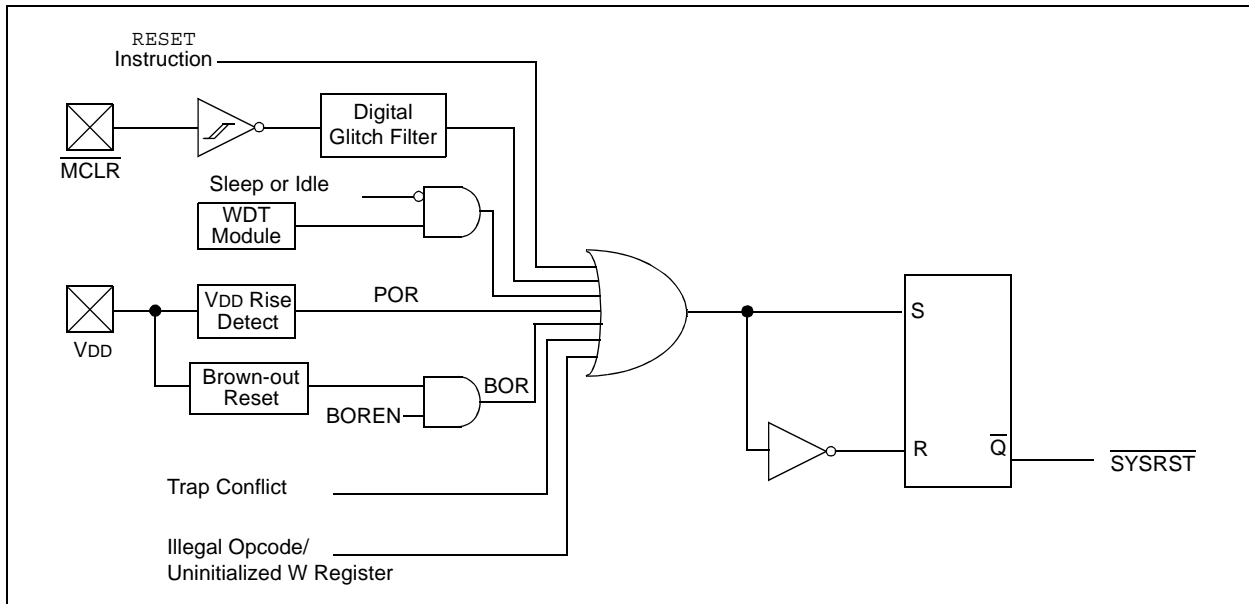 RESET
Instruction
Digital
Glitch Filter
MCLR
Sleep or Idle
WDT
Module
VDD
VDD Rise
Detect
POR
Brown-out
Reset
BOREN
BOR
Trap Conflict
Illegal Opcode/
Uninitialized W Register
S
R
Q
SYSRST